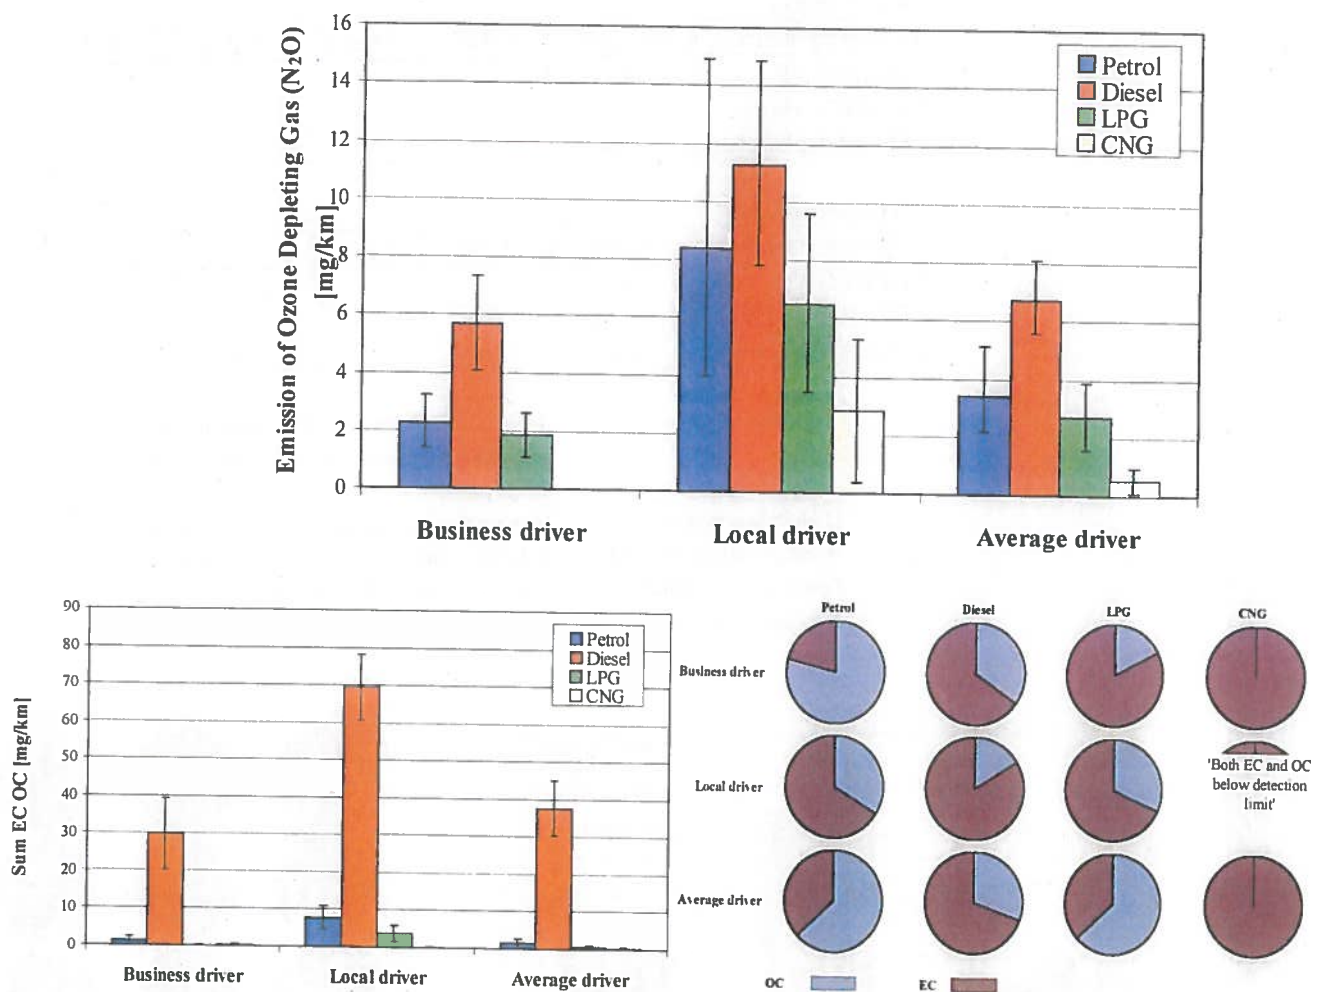 Emission of Ozone Depleting Gas (N₂O)
[mg/km]
16
14
12
10
8
6
4
2
0
Petrol
Diesel
LPG
CNG
Business driver
Local driver
Average driver
Sum EC OC [mg/km]
90
80
70
60
50
40
30
20
10
0
Petrol
Diesel
LPG
CNG
Business driver
Local driver
Average driver
Petrol
Diesel
LPG
CNG
Business driver
Local driver
'Both EC and OC
below detection
limit'
Average driver
OC
EC